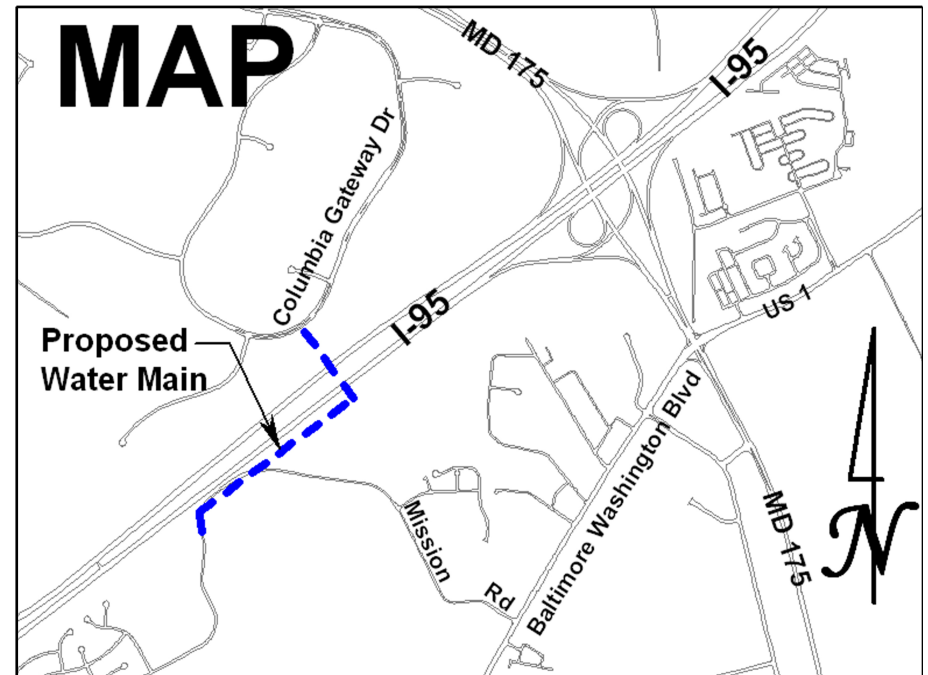 MAP
MD 175
I-95
Columbia Gateway Dr
I-95
US 1
Proposed
Water Main
Baltimore Washington Blvd
Mission
Rd
MD 175
N